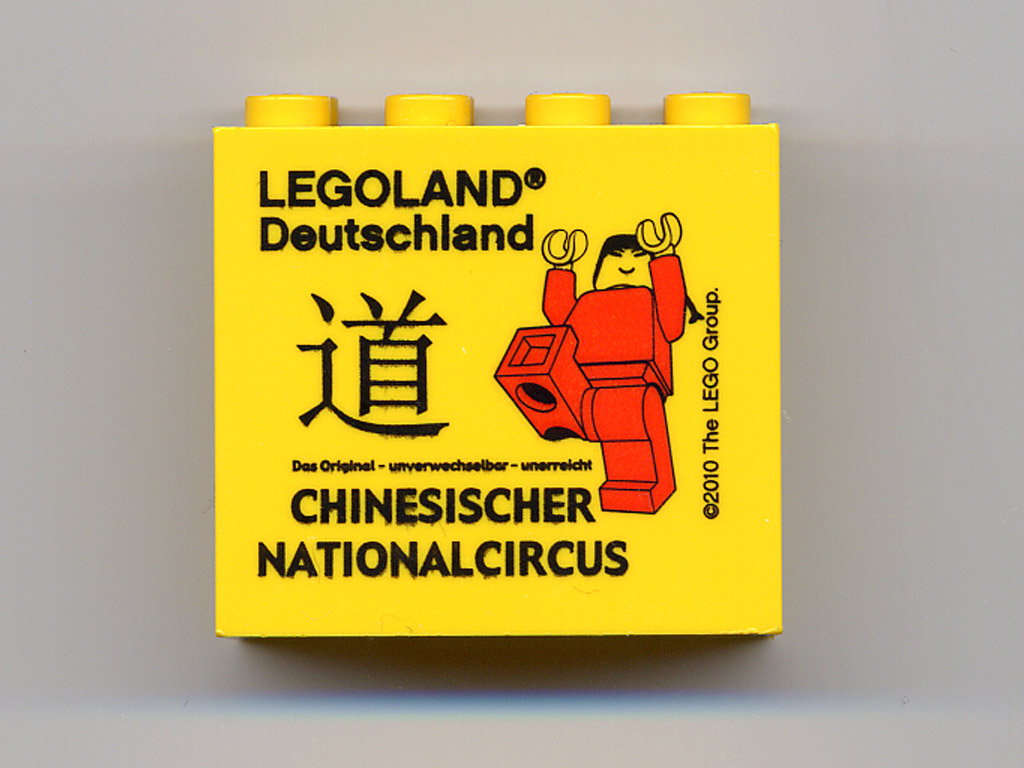 LEGOLAND®
Deutschland
道
Das Original - unverwechselbar - unerreicht
CHINESISCHER
NATIONALCIRCUS
©2010 The LEGO Group.